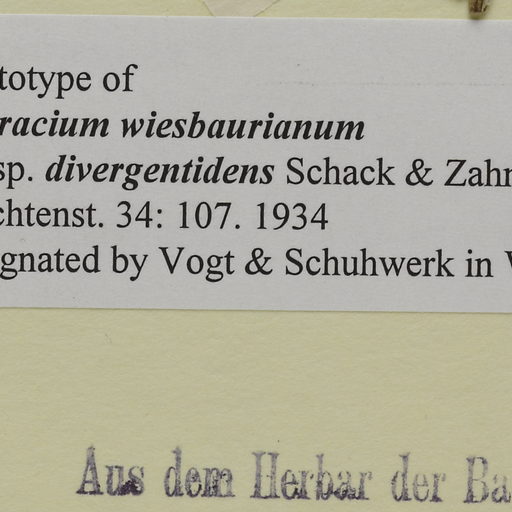 totype of
racium wiesbaurianum
sp. divergentidens Schack & Zahn
chtenst. 34: 107. 1934
gnated by Vogt & Schuhwerk in W
Aus dem Herbar der Ba